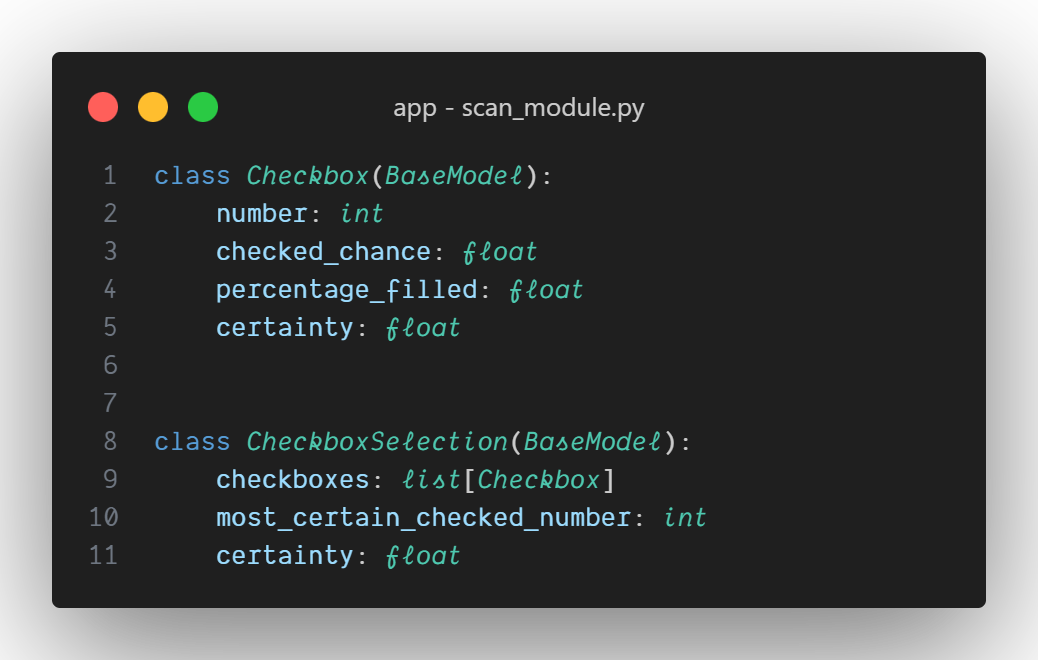 app - scan_module.py
1 class Checkbox(BaseModel):
2 number: int
3 checked_chance: float
4 percentage_filled: float
5 certainty: float
6
7
8 class CheckboxSelection(BaseModel):
9 checkboxes: list[Checkbox]
10 most_certain_checked_number: int
11 certainty: float